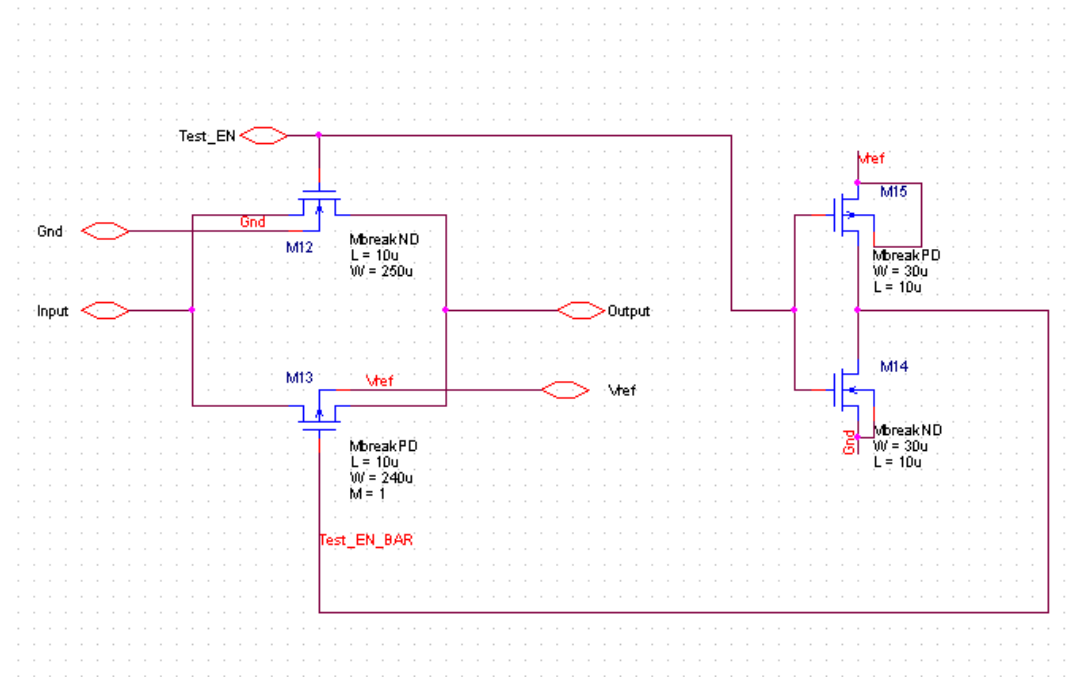 Test_EN
Vref
M15
Gnd
Gnd
M12
MbreakND
L = 10u
W = 250u
MbreakPD
W = 30u
L = 10u
Input
Output
M13
Vref
Vref
M14
MbreakPD
L = 10u
W = 240u
M = 1
Gnd
MbreakND
W = 30u
L = 10u
Test_EN_BAR